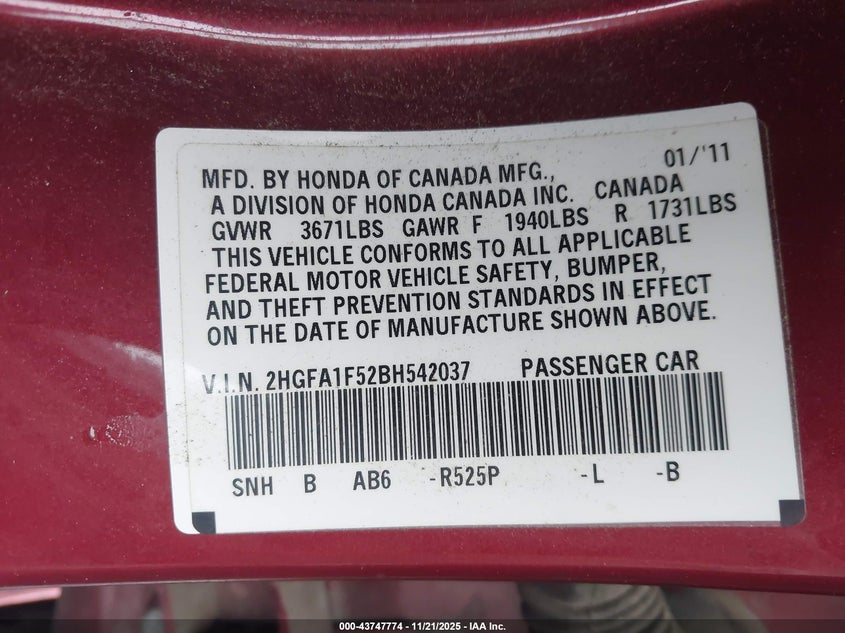 01/'11
MFD. BY HONDA OF CANADA MFG.,
A DIVISION OF HONDA CANADA INC. CANADA
GVWR 3671LBS GAWR F 1940LBS R 1731LBS
THIS VEHICLE CONFORMS TO ALL APPLICABLE
FEDERAL MOTOR VEHICLE SAFETY, BUMPER,
AND THEFT PREVENTION STANDARDS IN EFFECT
ON THE DATE OF MANUFACTURE SHOWN ABOVE.
V.I.N. 2HGFA1F52BH542037 PASSENGER CAR
SNH B AB6 -R525P -L -B
000-43747774 — 11/21/2025 — IAA Inc.